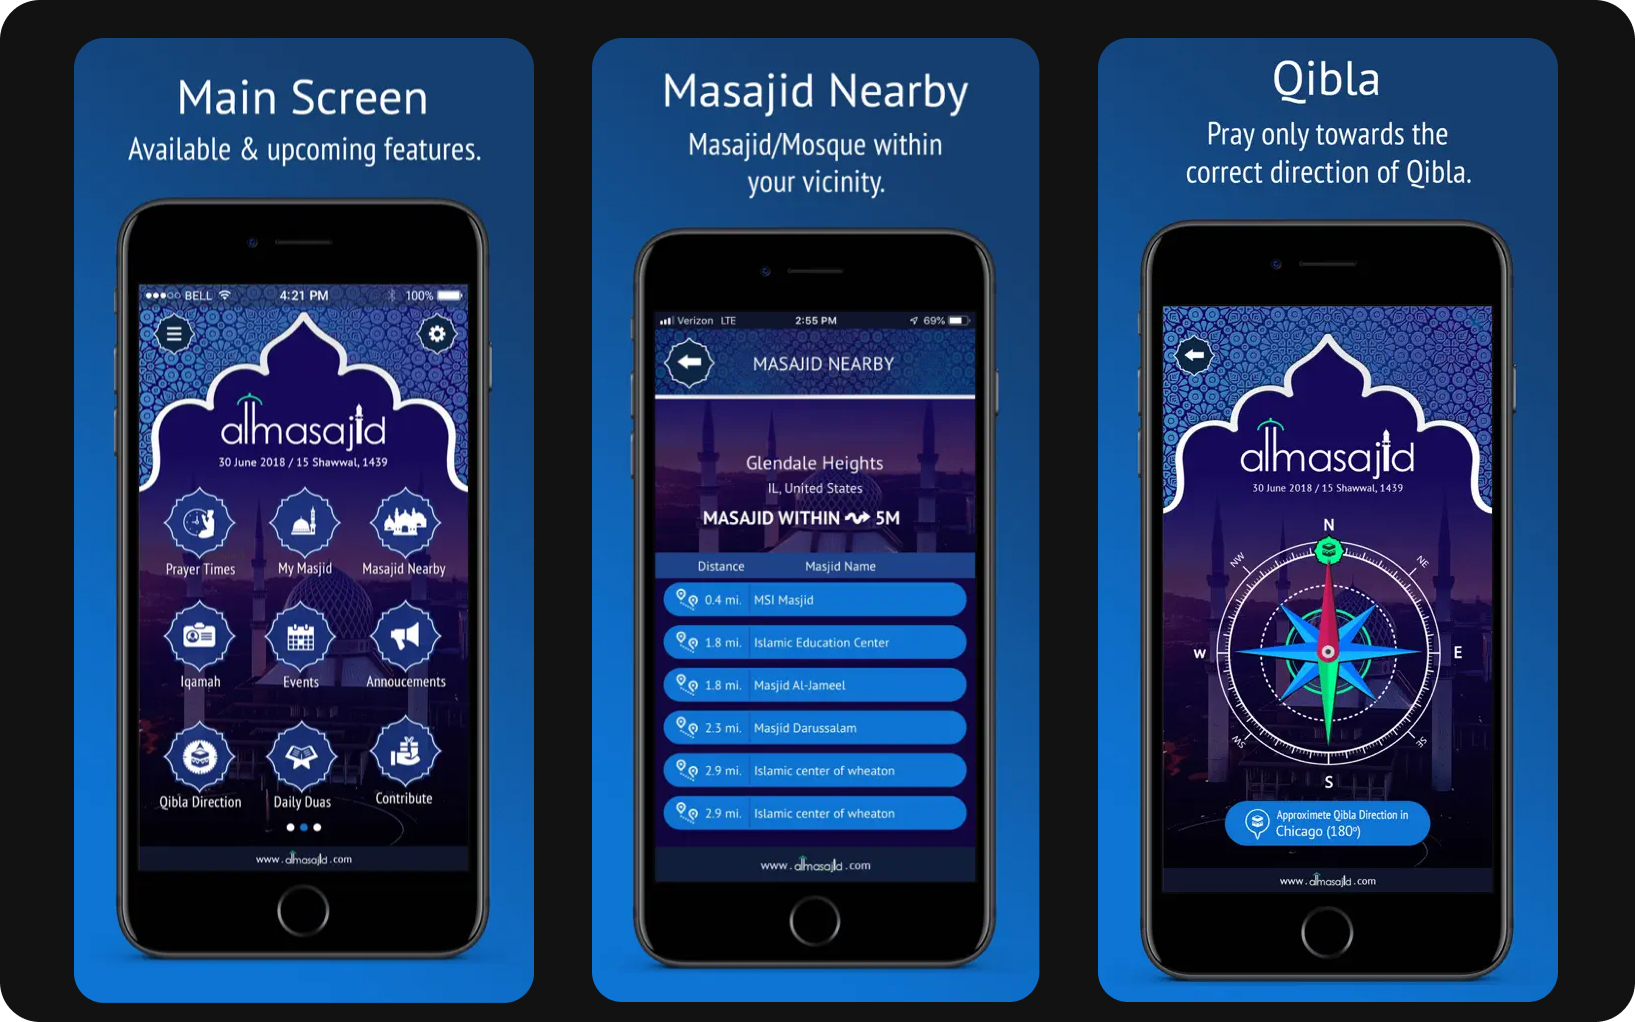 Main Screen
Available & upcoming features.
BELL 4:21 PM 100%
almasajid
30 June 2018 / 15 Shawwal, 1439
Prayer Times My Masjid Masajid Nearby
Iqamah Events Annoucements
Qibla Direction Daily Duas Contribute
www.almasajid.com
Masajid Nearby
Masajid/Mosque within
your vicinity.
Verizon LTE 2:55 PM 69%
MASAJID NEARBY
Glendale Heights
IL, United States
MASAJID WITHIN 5M
Distance Masjid Name
0.4 mi. MSI Masjid
1.8 mi. Islamic Education Center
1.8 mi. Masjid Al-Jameel
2.3 mi. Masjid Darussalam
2.9 mi. Islamic center of wheaton
2.9 mi. Islamic center of wheaton
www.almasajid.com
Qibla
Pray only towards the
correct direction of Qibla.
almasajid
30 June 2018 / 15 Shawwal, 1439
N
NW NE
W E
SW SE
S
Approximete Qibla Direction in
Chicago (180º)
www.almasajid.com